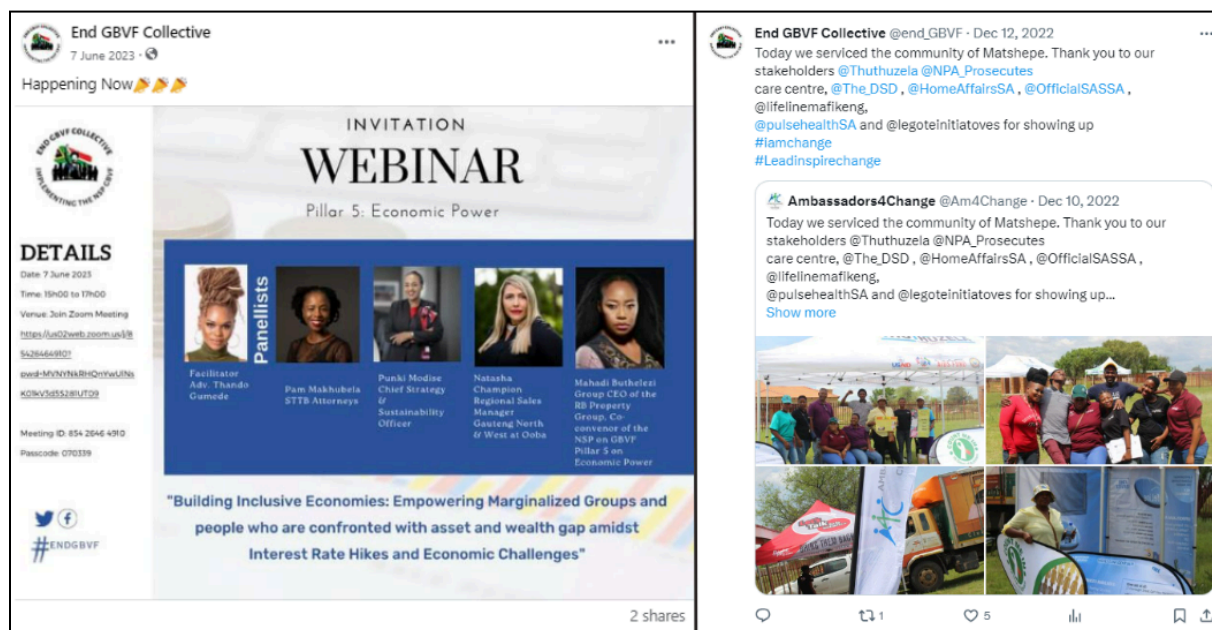 End GBVF Collective
7 June 2023
Happening Now
END GBVF COLLECTIVE
IMPLEMENTING THE NSP GBVF
INVITATION
WEBINAR
Pillar 5: Economic Power
DETAILS
Date: 7 June 2023
Time: 15h00 to 17h00
Venue: Join Zoom Meeting
Meeting ID: 854 2646 4910
Passcode: 070339
#ENDGBVF
Panellists
Facilitator
Adv. Thando
Gumede
Pam Makhubela
STTB Attorneys
Punki Modise
Chief Strategy
&
Sustainability
Officer
Natasha
Champion
Regional Sales
Manager
Gauteng North
& West at Ooba
Mahadi Buthelezi
Group CEO of the
RB Property
Group, Co-
convenor of the
NSP on GBVF
Pillar 5 on
Economic Power
"Building Inclusive Economies: Empowering Marginalized Groups and
people who are confronted with asset and wealth gap amidst
Interest Rate Hikes and Economic Challenges"
2 shares
End GBVF Collective @end_GBVF · Dec 12, 2022
Today we serviced the community of Matshepe. Thank you to our
stakeholders @Thuthuzela @NPA_Prosecutes
care centre, @The_DSD , @HomeAffairsSA , @OfficialSASSA ,
@lifelinemafikeng,
@pulsehealthSA and @legoteinitiatoves for showing up
#iamchange
#Leadinspirechange
Ambassadors4Change @Am4Change · Dec 10, 2022
Today we serviced the community of Matshepe. Thank you to our
stakeholders @Thuthuzela @NPA_Prosecutes
care centre, @The_DSD , @HomeAffairsSA , @OfficialSASSA ,
@lifelinemafikeng,
@pulsehealthSA and @legoteinitiatoves for showing up...
Show more
1
5